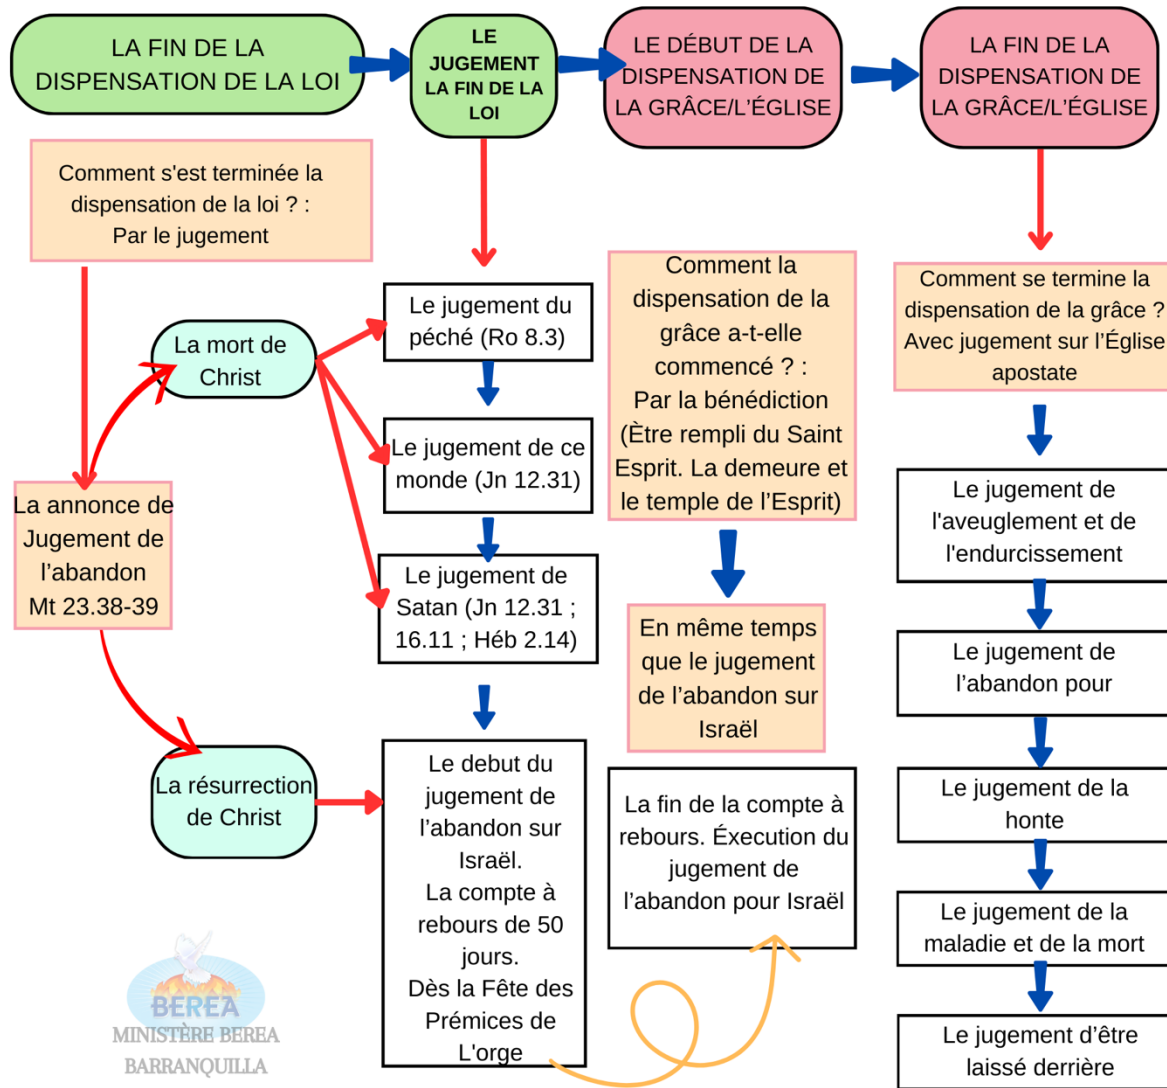 LA FIN DE LA
DISPENSATION DE LA LOI
LE
JUGEMENT
LA FIN DE LA
LOI
LE DÉBUT DE LA
DISPENSATION DE
LA GRÂCE/L'ÉGLISE
LA FIN DE LA
DISPENSATION DE
LA GRÂCE/L'ÉGLISE
Comment s'est terminée la
dispensation de la loi ? :
Par le jugement
La mort de
Christ
La annonce de
Jugement de
l'abandon
Mt 23.38-39
La résurrection
de Christ
Le jugement du
péché (Ro 8.3)
Le jugement de ce
monde (Jn 12.31)
Le jugement de
Satan (Jn 12.31 ;
16.11 ; Héb 2.14)
Le debut du
jugement de
l'abandon sur
Israël.
La compte à
rebours de 50
jours.
Dès la Fête des
Prémices de
L'orge
Comment la
dispensation de la
grâce a-t-elle
commencé ? :
Par la bénédiction
(Ètre rempli du Saint
Esprit. La demeure et
le temple de l'Esprit)
En même temps
que le jugement
de l'abandon sur
Israël
La fin de la compte à
rebours. Éxecution du
jugement de
l'abandon pour Israël
Comment se termine la
dispensation de la grâce ?
Avec jugement sur l'Église
apostate
Le jugement de
l'aveuglement et de
l'endurcissement
Le jugement de
l'abandon pour
Le jugement de la
honte
Le jugement de la
maladie et de la mort
Le jugement d'être
laissé derrière
BEREA
MINISTÈRE BEREA
BARRANQUILLA